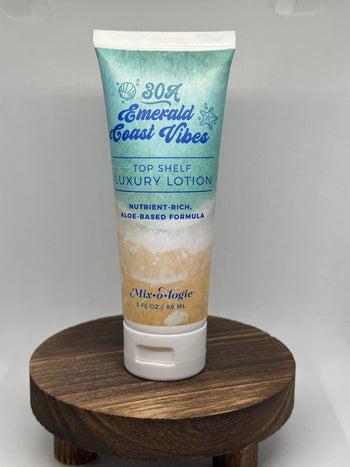 30A
Emerald
Coast Vibes
TOP SHELF
LUXURY LOTION
NUTRIENT-RICH,
ALOE-BASED FORMULA
Mix•o•logie
3 FL OZ / 89 ML